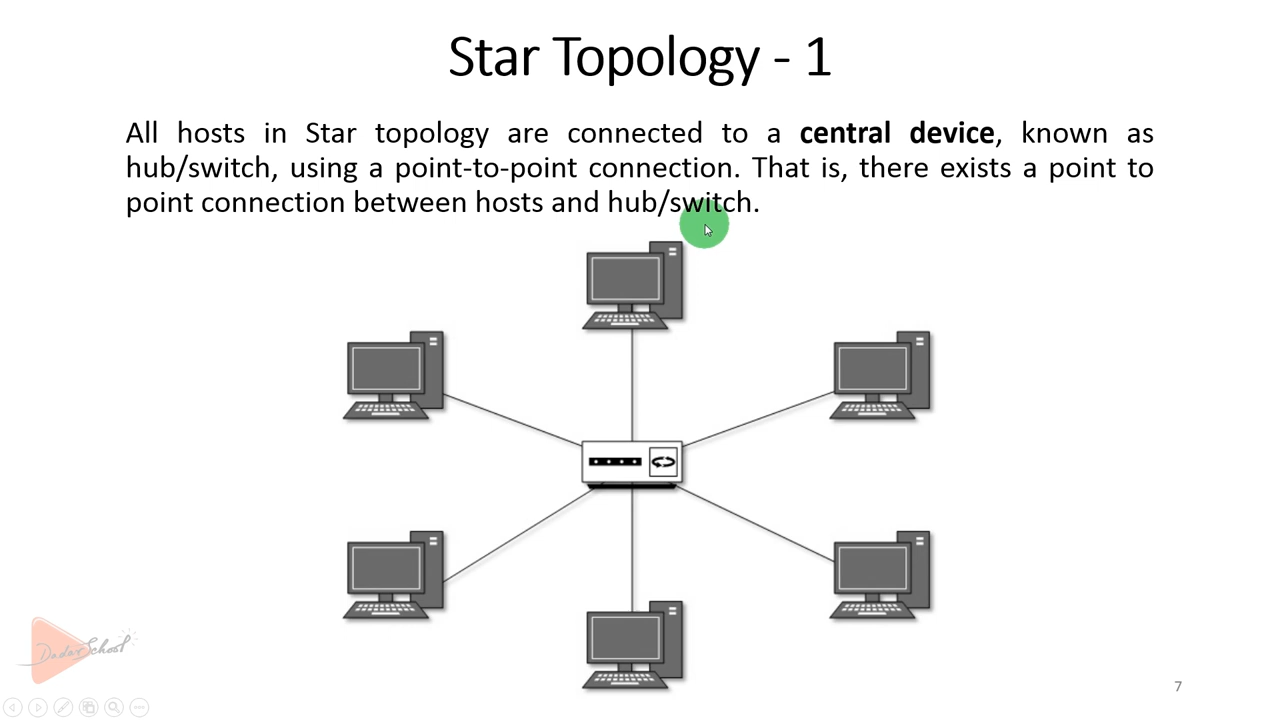 Star Topology - 1
All hosts in Star topology are connected to a central device, known as
hub/switch, using a point-to-point connection. That is, there exists a point to
point connection between hosts and hub/switch.
DadarSchool
7